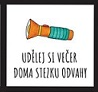 UDĚLEJ SI VEČER
DOMA STEZKU ODVAHY